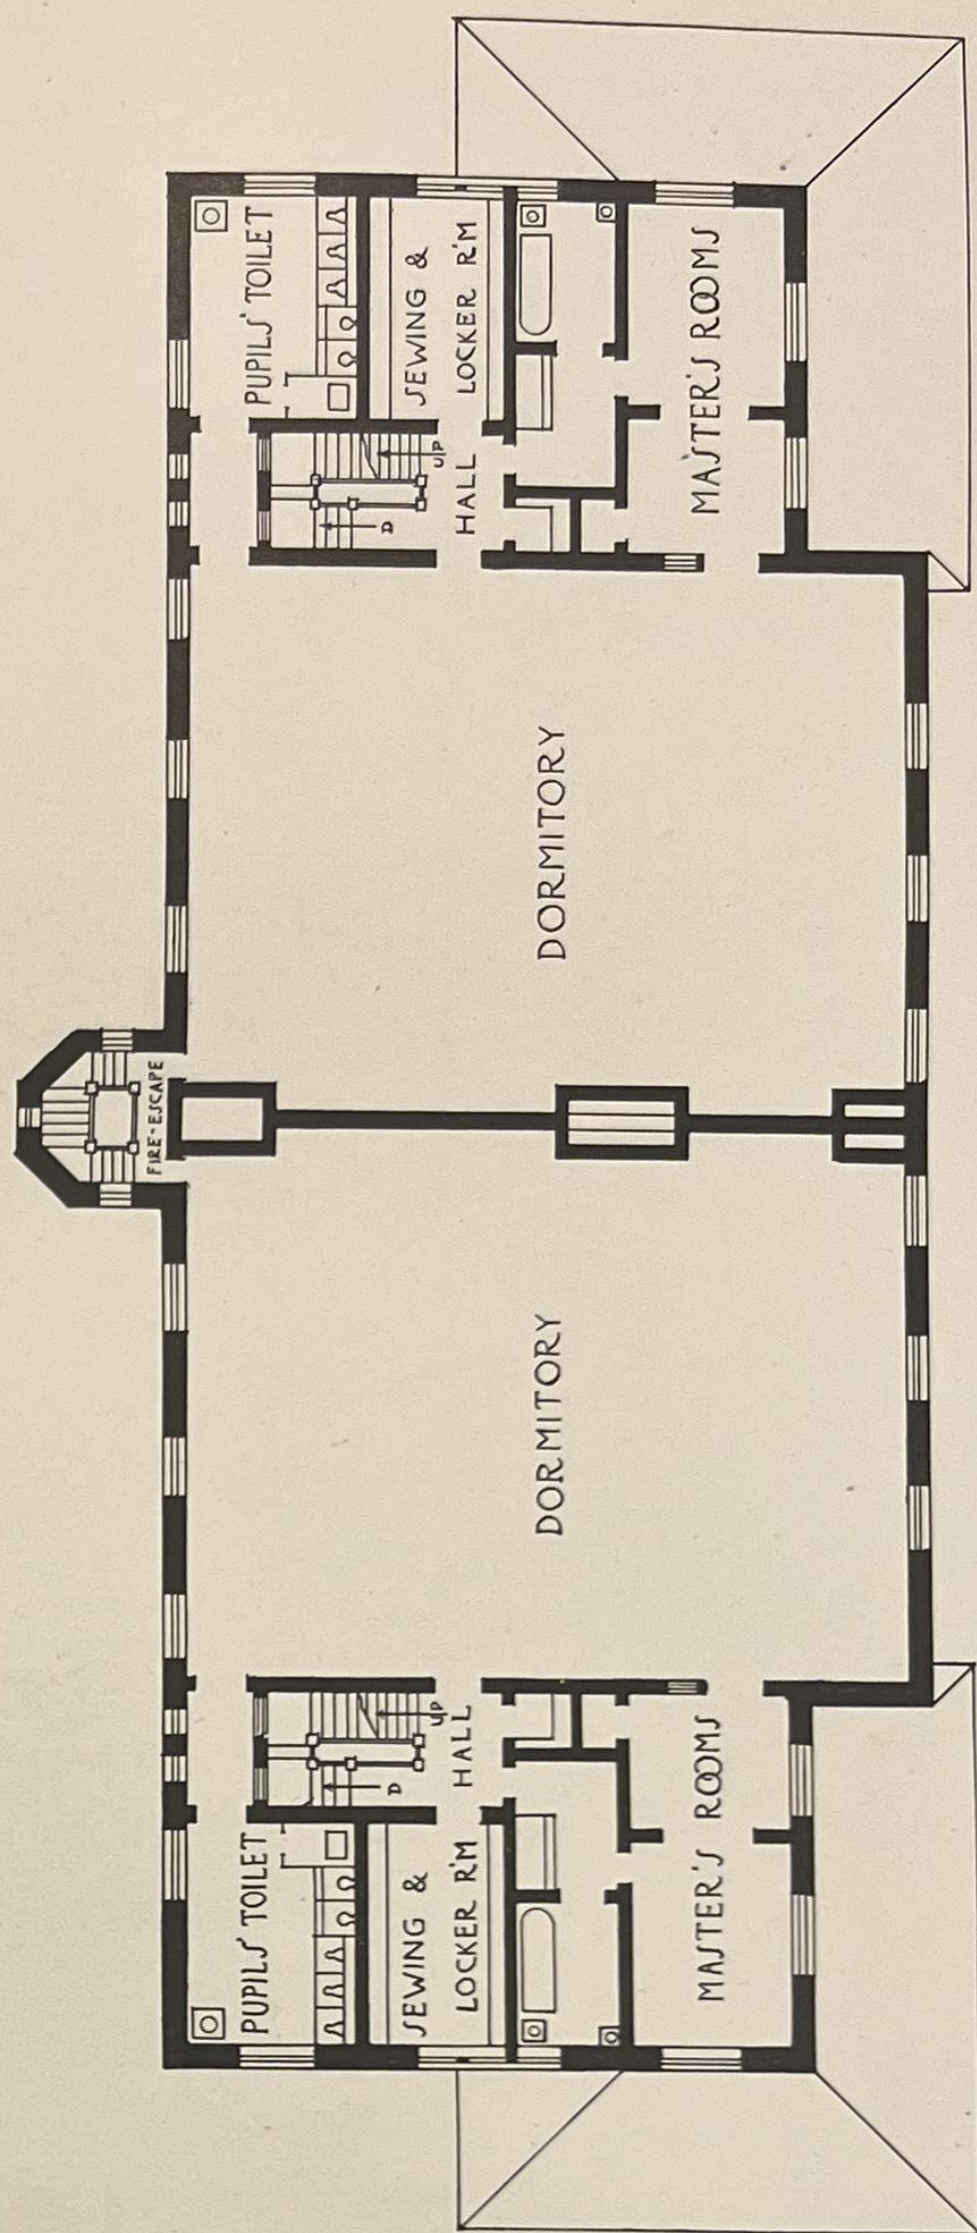 FIRE-ESCAPE
PUPILS' TOILET
PUPILS' TOILET
D
UP
UP
D
SEWING &
LOCKER R'M
HALL
DORMITORY
DORMITORY
HALL
SEWING &
LOCKER R'M
MASTER'S ROOMS
MASTER'S ROOMS